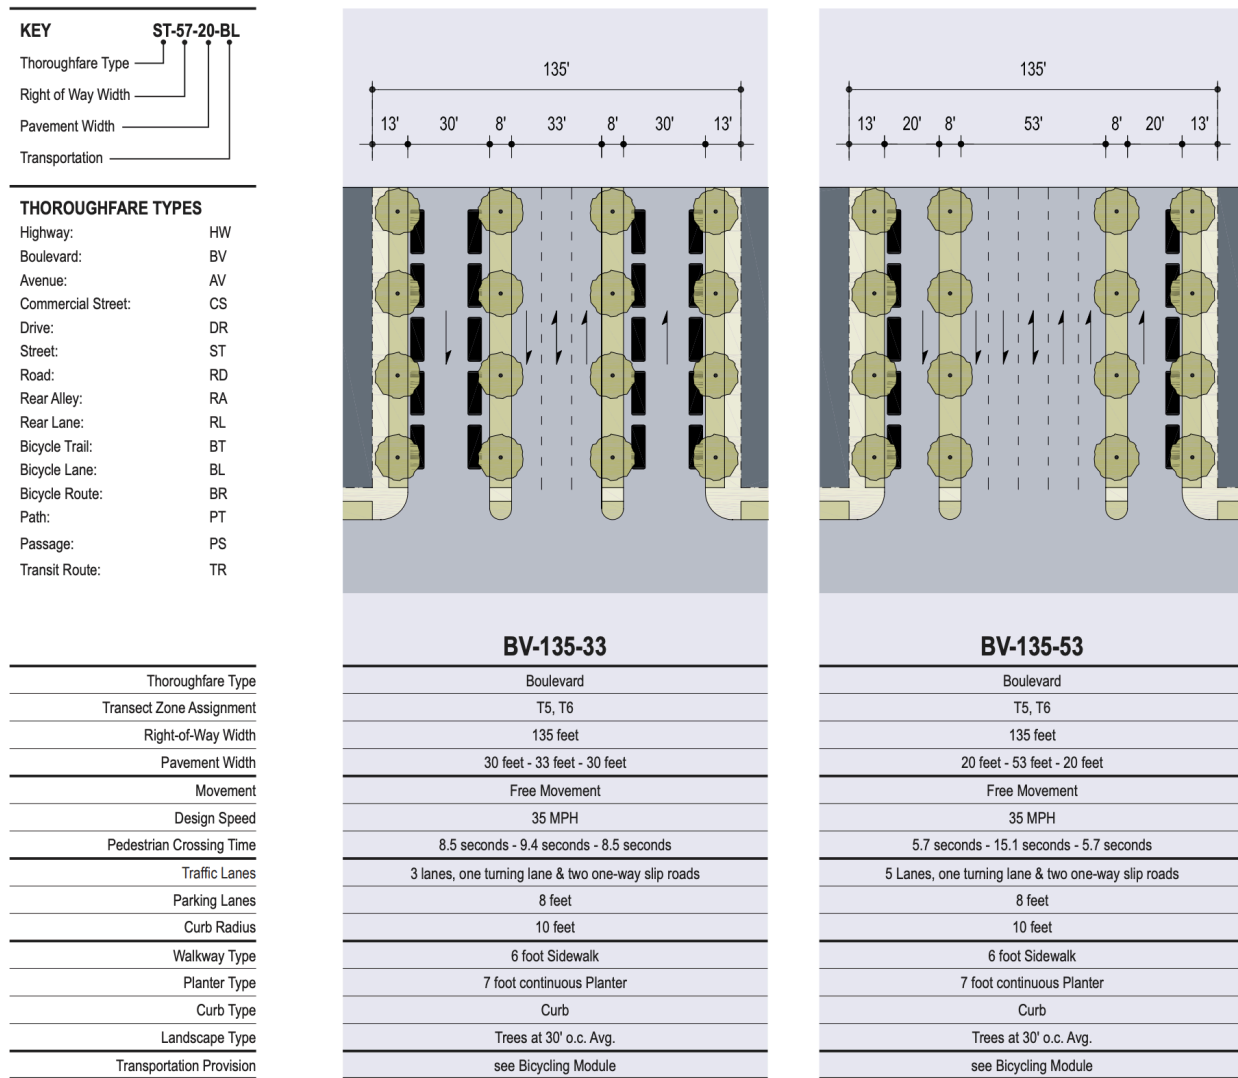 KEY ST-57-20-BL
Thoroughfare Type
Right of Way Width
Pavement Width
Transportation
THOROUGHFARE TYPES
Highway: HW
Boulevard: BV
Avenue: AV
Commercial Street: CS
Drive: DR
Street: ST
Road: RD
Rear Alley: RA
Rear Lane: RL
Bicycle Trail: BT
Bicycle Lane: BL
Bicycle Route: BR
Path: PT
Passage: PS
Transit Route: TR
135'
13' 30' 8' 33' 8' 30' 13'
135'
13' 20' 8' 53' 8' 20' 13'
BV-135-33 BV-135-53
Thoroughfare Type Boulevard Boulevard
Transect Zone Assignment T5, T6 T5, T6
Right-of-Way Width 135 feet 135 feet
Pavement Width 30 feet - 33 feet - 30 feet 20 feet - 53 feet - 20 feet
Movement Free Movement Free Movement
Design Speed 35 MPH 35 MPH
Pedestrian Crossing Time 8.5 seconds - 9.4 seconds - 8.5 seconds 5.7 seconds - 15.1 seconds - 5.7 seconds
Traffic Lanes 3 lanes, one turning lane & two one-way slip roads 5 Lanes, one turning lane & two one-way slip roads
Parking Lanes 8 feet 8 feet
Curb Radius 10 feet 10 feet
Walkway Type 6 foot Sidewalk 6 foot Sidewalk
Planter Type 7 foot continuous Planter 7 foot continuous Planter
Curb Type Curb Curb
Landscape Type Trees at 30' o.c. Avg. Trees at 30' o.c. Avg.
Transportation Provision see Bicycling Module see Bicycling Module